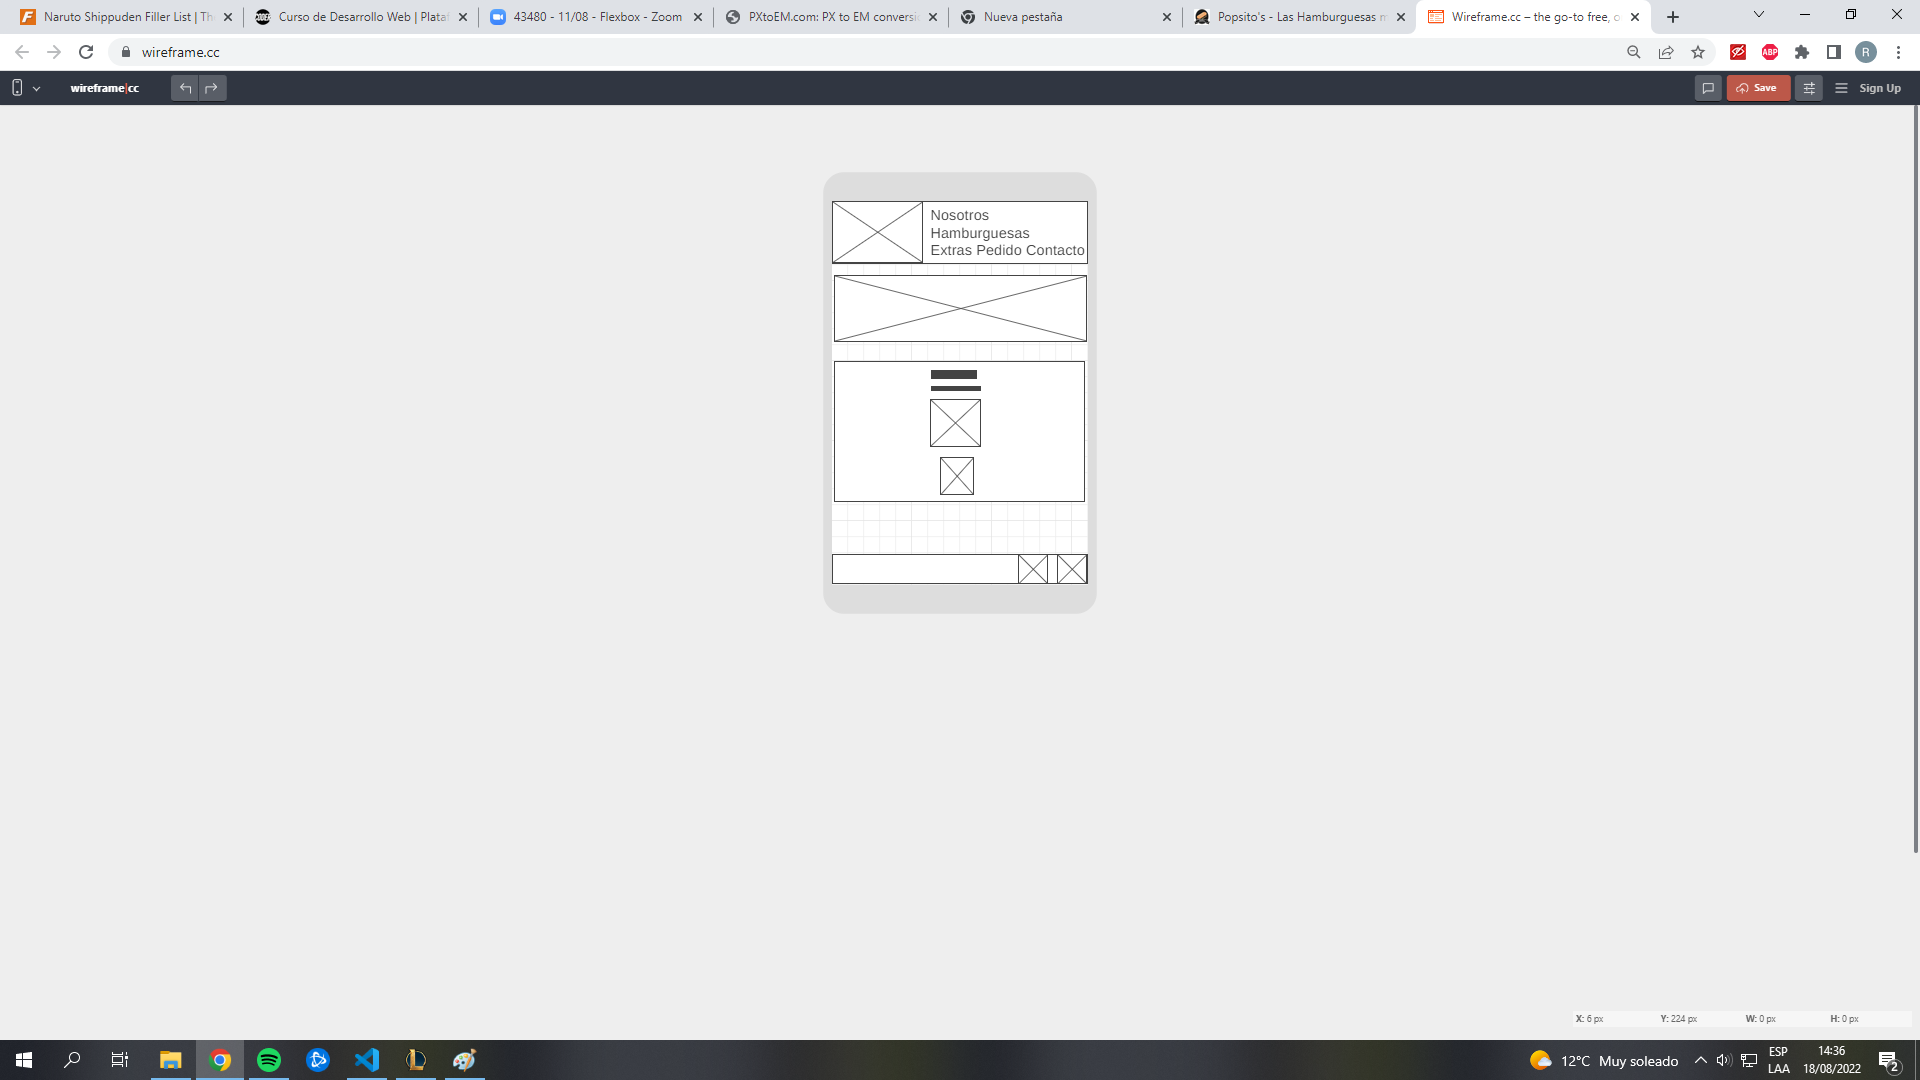 Naruto Shippuden Filler List | Th
Curso de Desarrollo Web | Plataf
43480 - 11/08 - Flexbox - Zoom
PXtoEM.com: PX to EM conversi
Nueva pestaña
Popsito's - Las Hamburguesas m
Wireframe.cc – the go-to free, o
wireframe.cc
ABP
R
wireframe|cc
Save
Sign Up
Nosotros
Hamburguesas
Extras Pedido Contacto
X: 6 px
Y: 224 px
W: 0 px
H: 0 px
12°C Muy soleado
ESP
LAA
14:36
18/08/2022
2